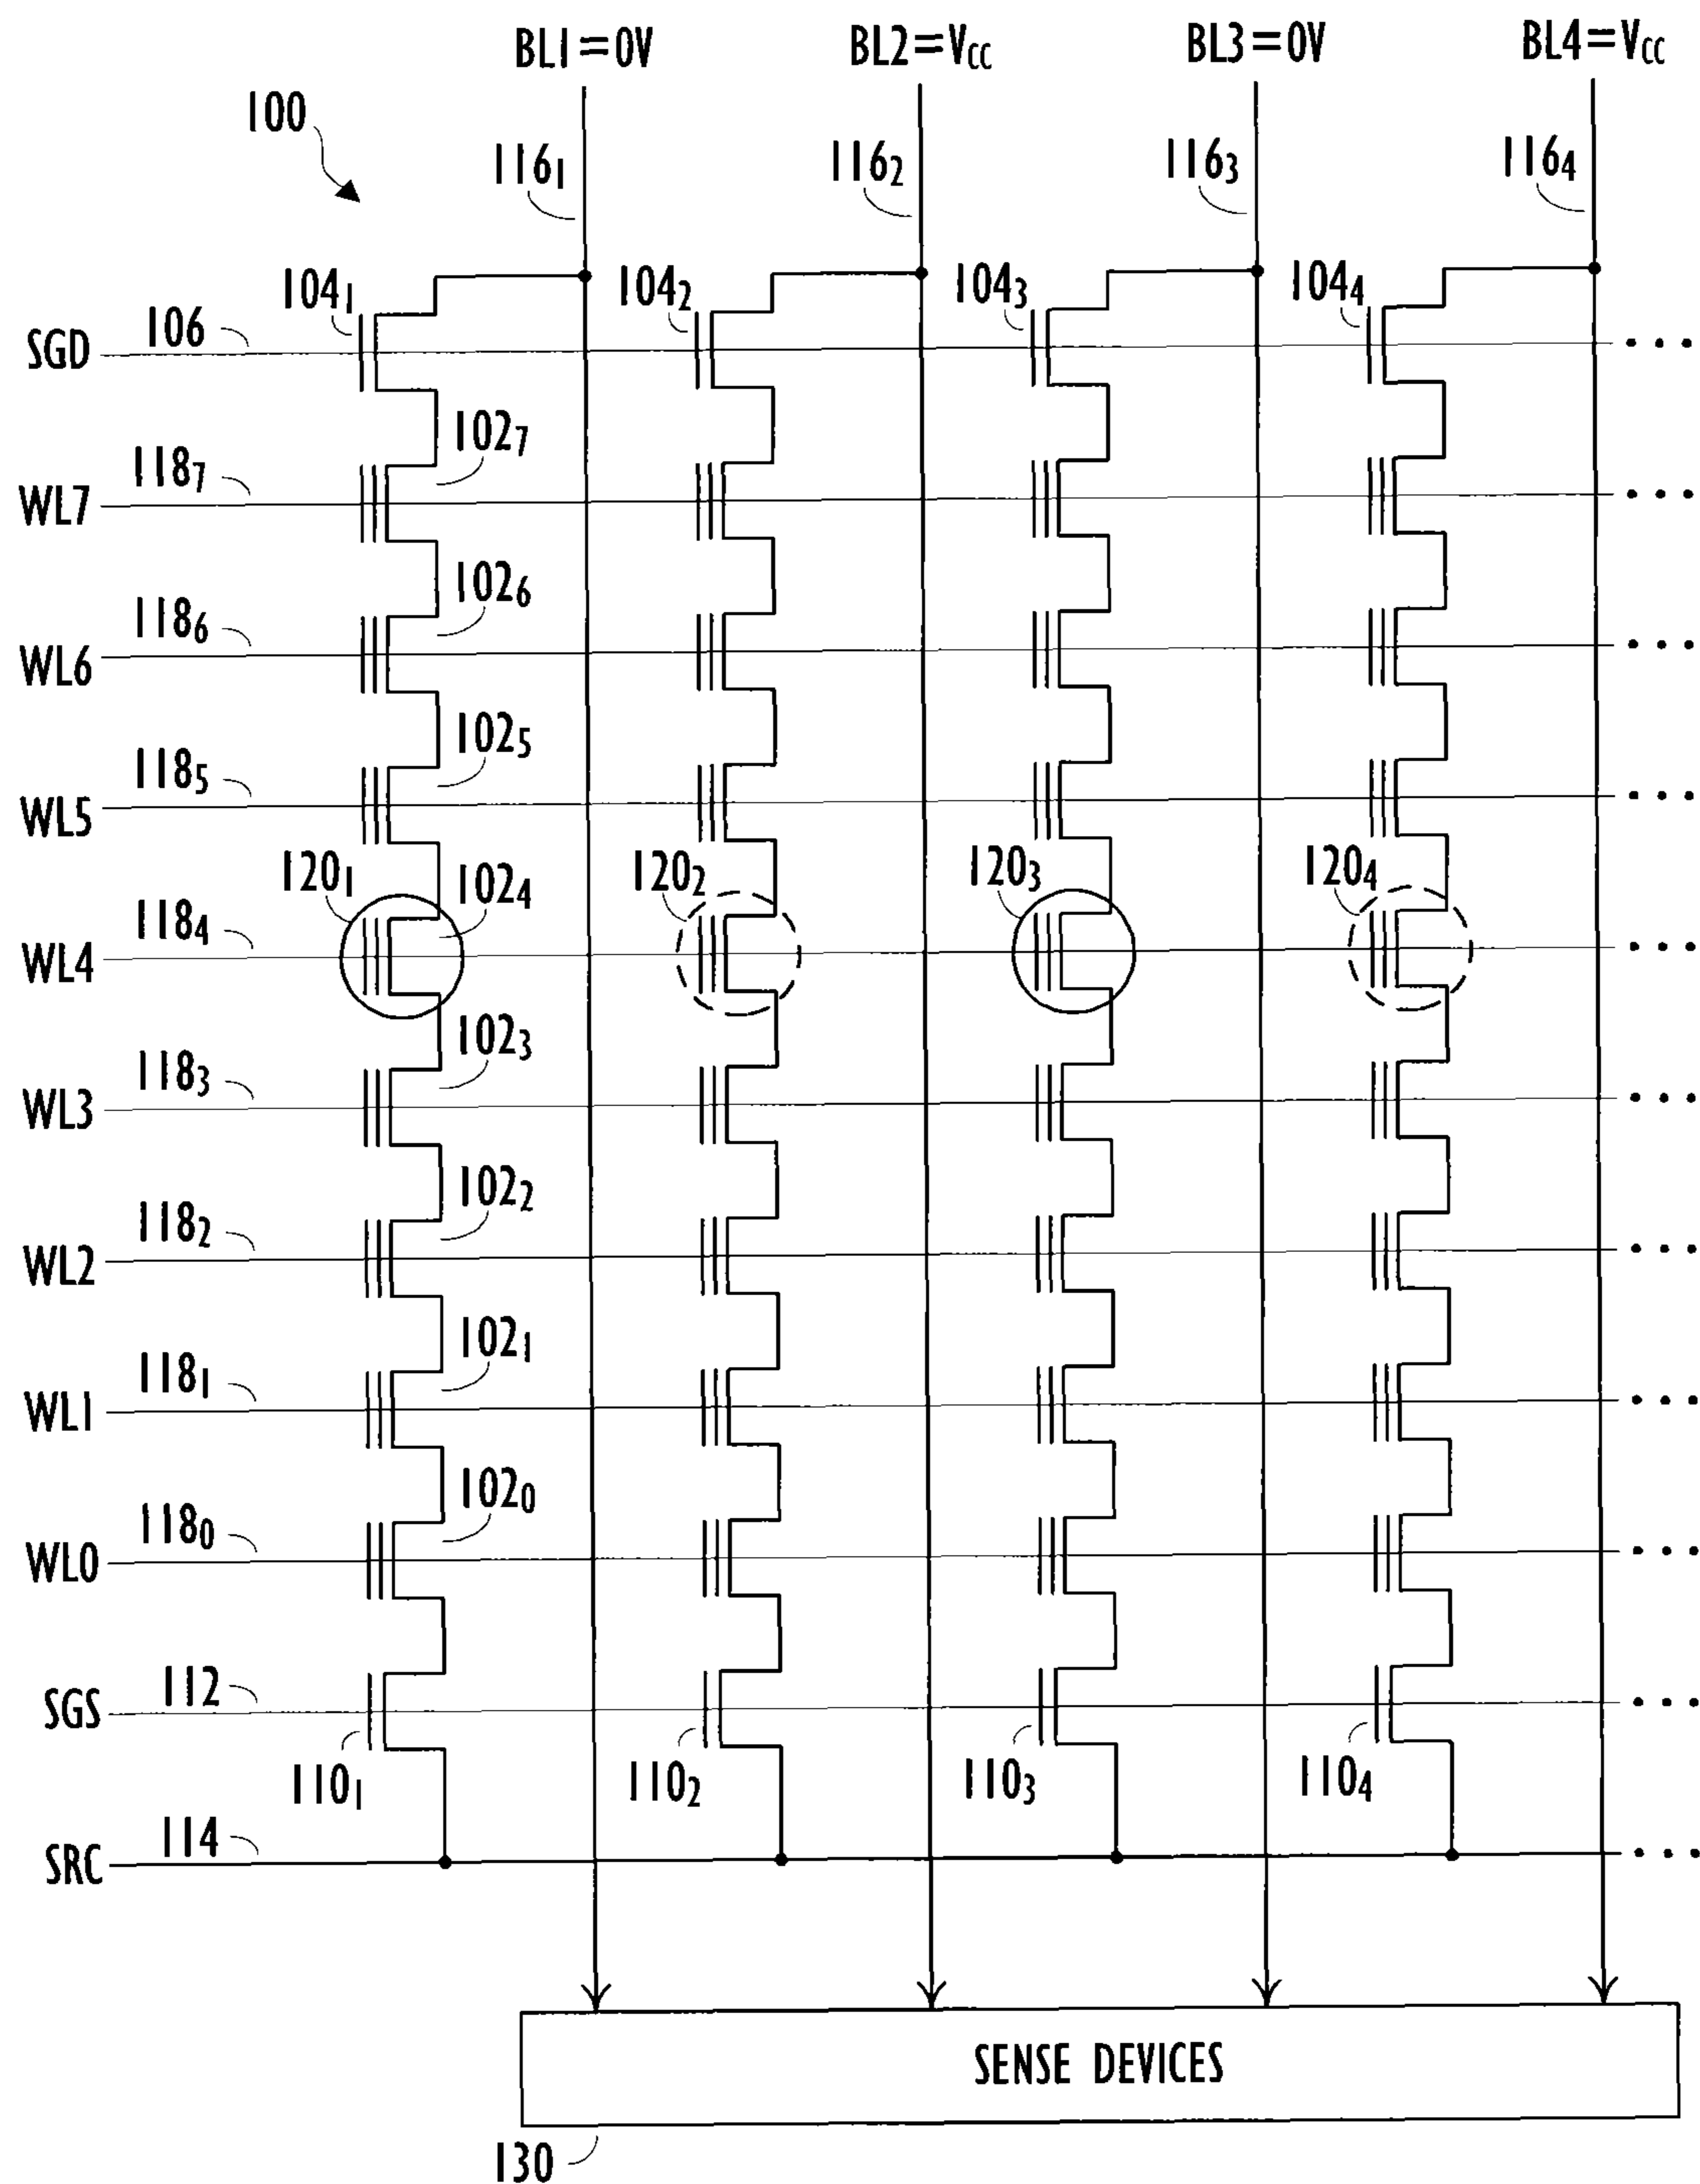 BL1=0V BL2=V_CC BL3=0V BL4=V_CC
100
116₁ 116₂ 116₃ 116₄
104₁ 104₂ 104₃ 104₄
SGD 106 ...
102₇
WL7 118₇ ...
102₆
WL6 118₆ ...
102₅
WL5 118₅ ...
120₁ 102₄ 120₂ 120₃ 120₄
WL4 118₄ ...
102₃
WL3 118₃ ...
102₂
WL2 118₂ ...
102₁
WL1 118₁ ...
102₀
WL0 118₀ ...
SGS 112 ...
110₁ 110₂ 110₃ 110₄
SRC 114 ...
SENSE DEVICES
130